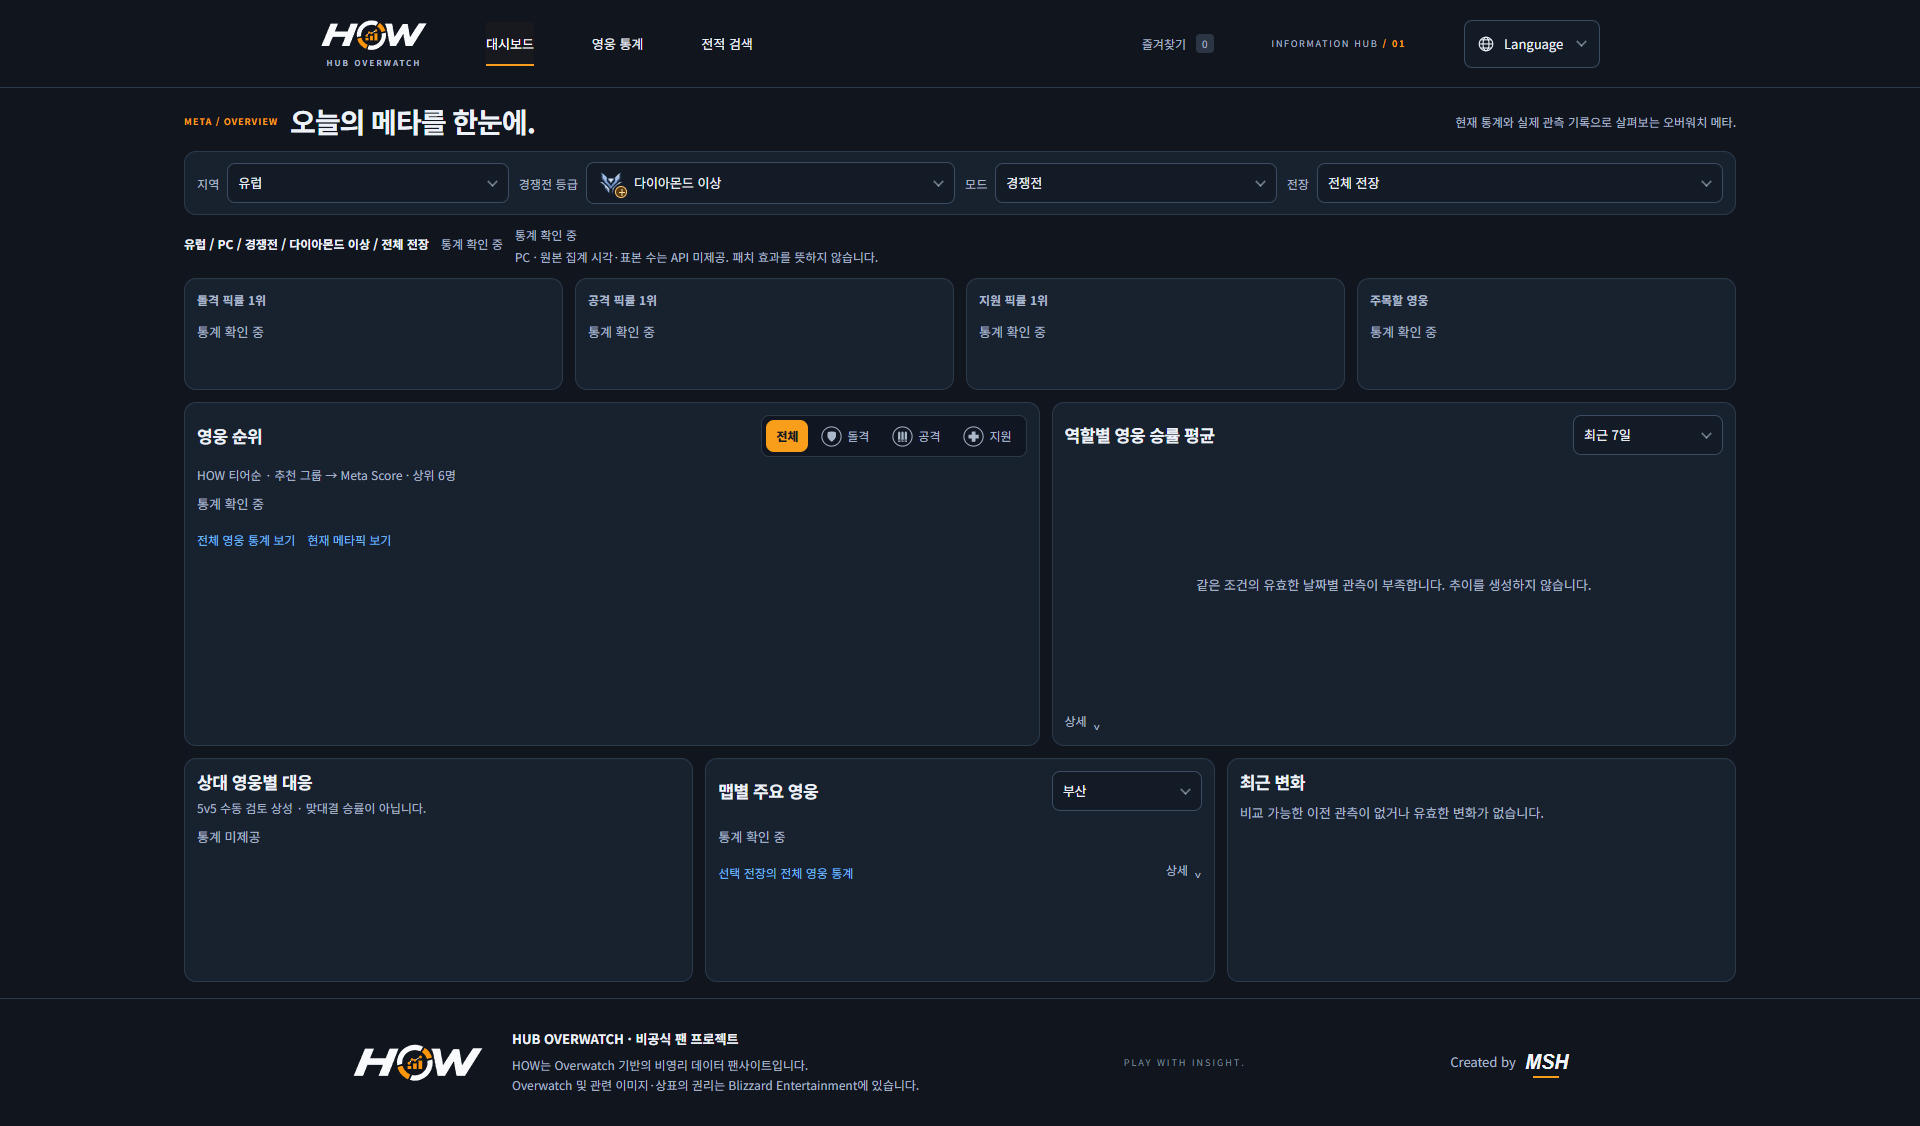 HOW
HUB OVERWATCH
대시보드
영웅 통계
전적 검색
즐겨찾기 0
INFORMATION HUB / 01
Language
META / OVERVIEW
오늘의 메타를 한눈에.
현재 통계와 실제 관측 기록으로 살펴보는 오버워치 메타.
지역 유럽
경쟁전 등급 다이아몬드 이상
모드 경쟁전
전장 전체 전장
유럽 / PC / 경쟁전 / 다이아몬드 이상 / 전체 전장 통계 확인 중
통계 확인 중
PC · 원본 집계 시각·표본 수는 API 미제공. 패치 효과를 뜻하지 않습니다.
돌격 픽률 1위
통계 확인 중
공격 픽률 1위
통계 확인 중
지원 픽률 1위
통계 확인 중
주목할 영웅
통계 확인 중
영웅 순위
전체 돌격 공격 지원
HOW 티어순 · 추천 그룹 → Meta Score · 상위 6명
통계 확인 중
전체 영웅 통계 보기 현재 메타픽 보기
역할별 영웅 승률 평균
최근 7일
같은 조건의 유효한 날짜별 관측이 부족합니다. 추이를 생성하지 않습니다.
상세
상대 영웅별 대응
5v5 수동 검토 상성 · 맞대결 승률이 아닙니다.
통계 미제공
맵별 주요 영웅
부산
통계 확인 중
선택 전장의 전체 영웅 통계
상세
최근 변화
비교 가능한 이전 관측이 없거나 유효한 변화가 없습니다.
HOW
HUB OVERWATCH · 비공식 팬 프로젝트
HOW는 Overwatch 기반의 비영리 데이터 팬사이트입니다.
Overwatch 및 관련 이미지·상표의 권리는 Blizzard Entertainment에 있습니다.
PLAY WITH INSIGHT.
Created by MSH